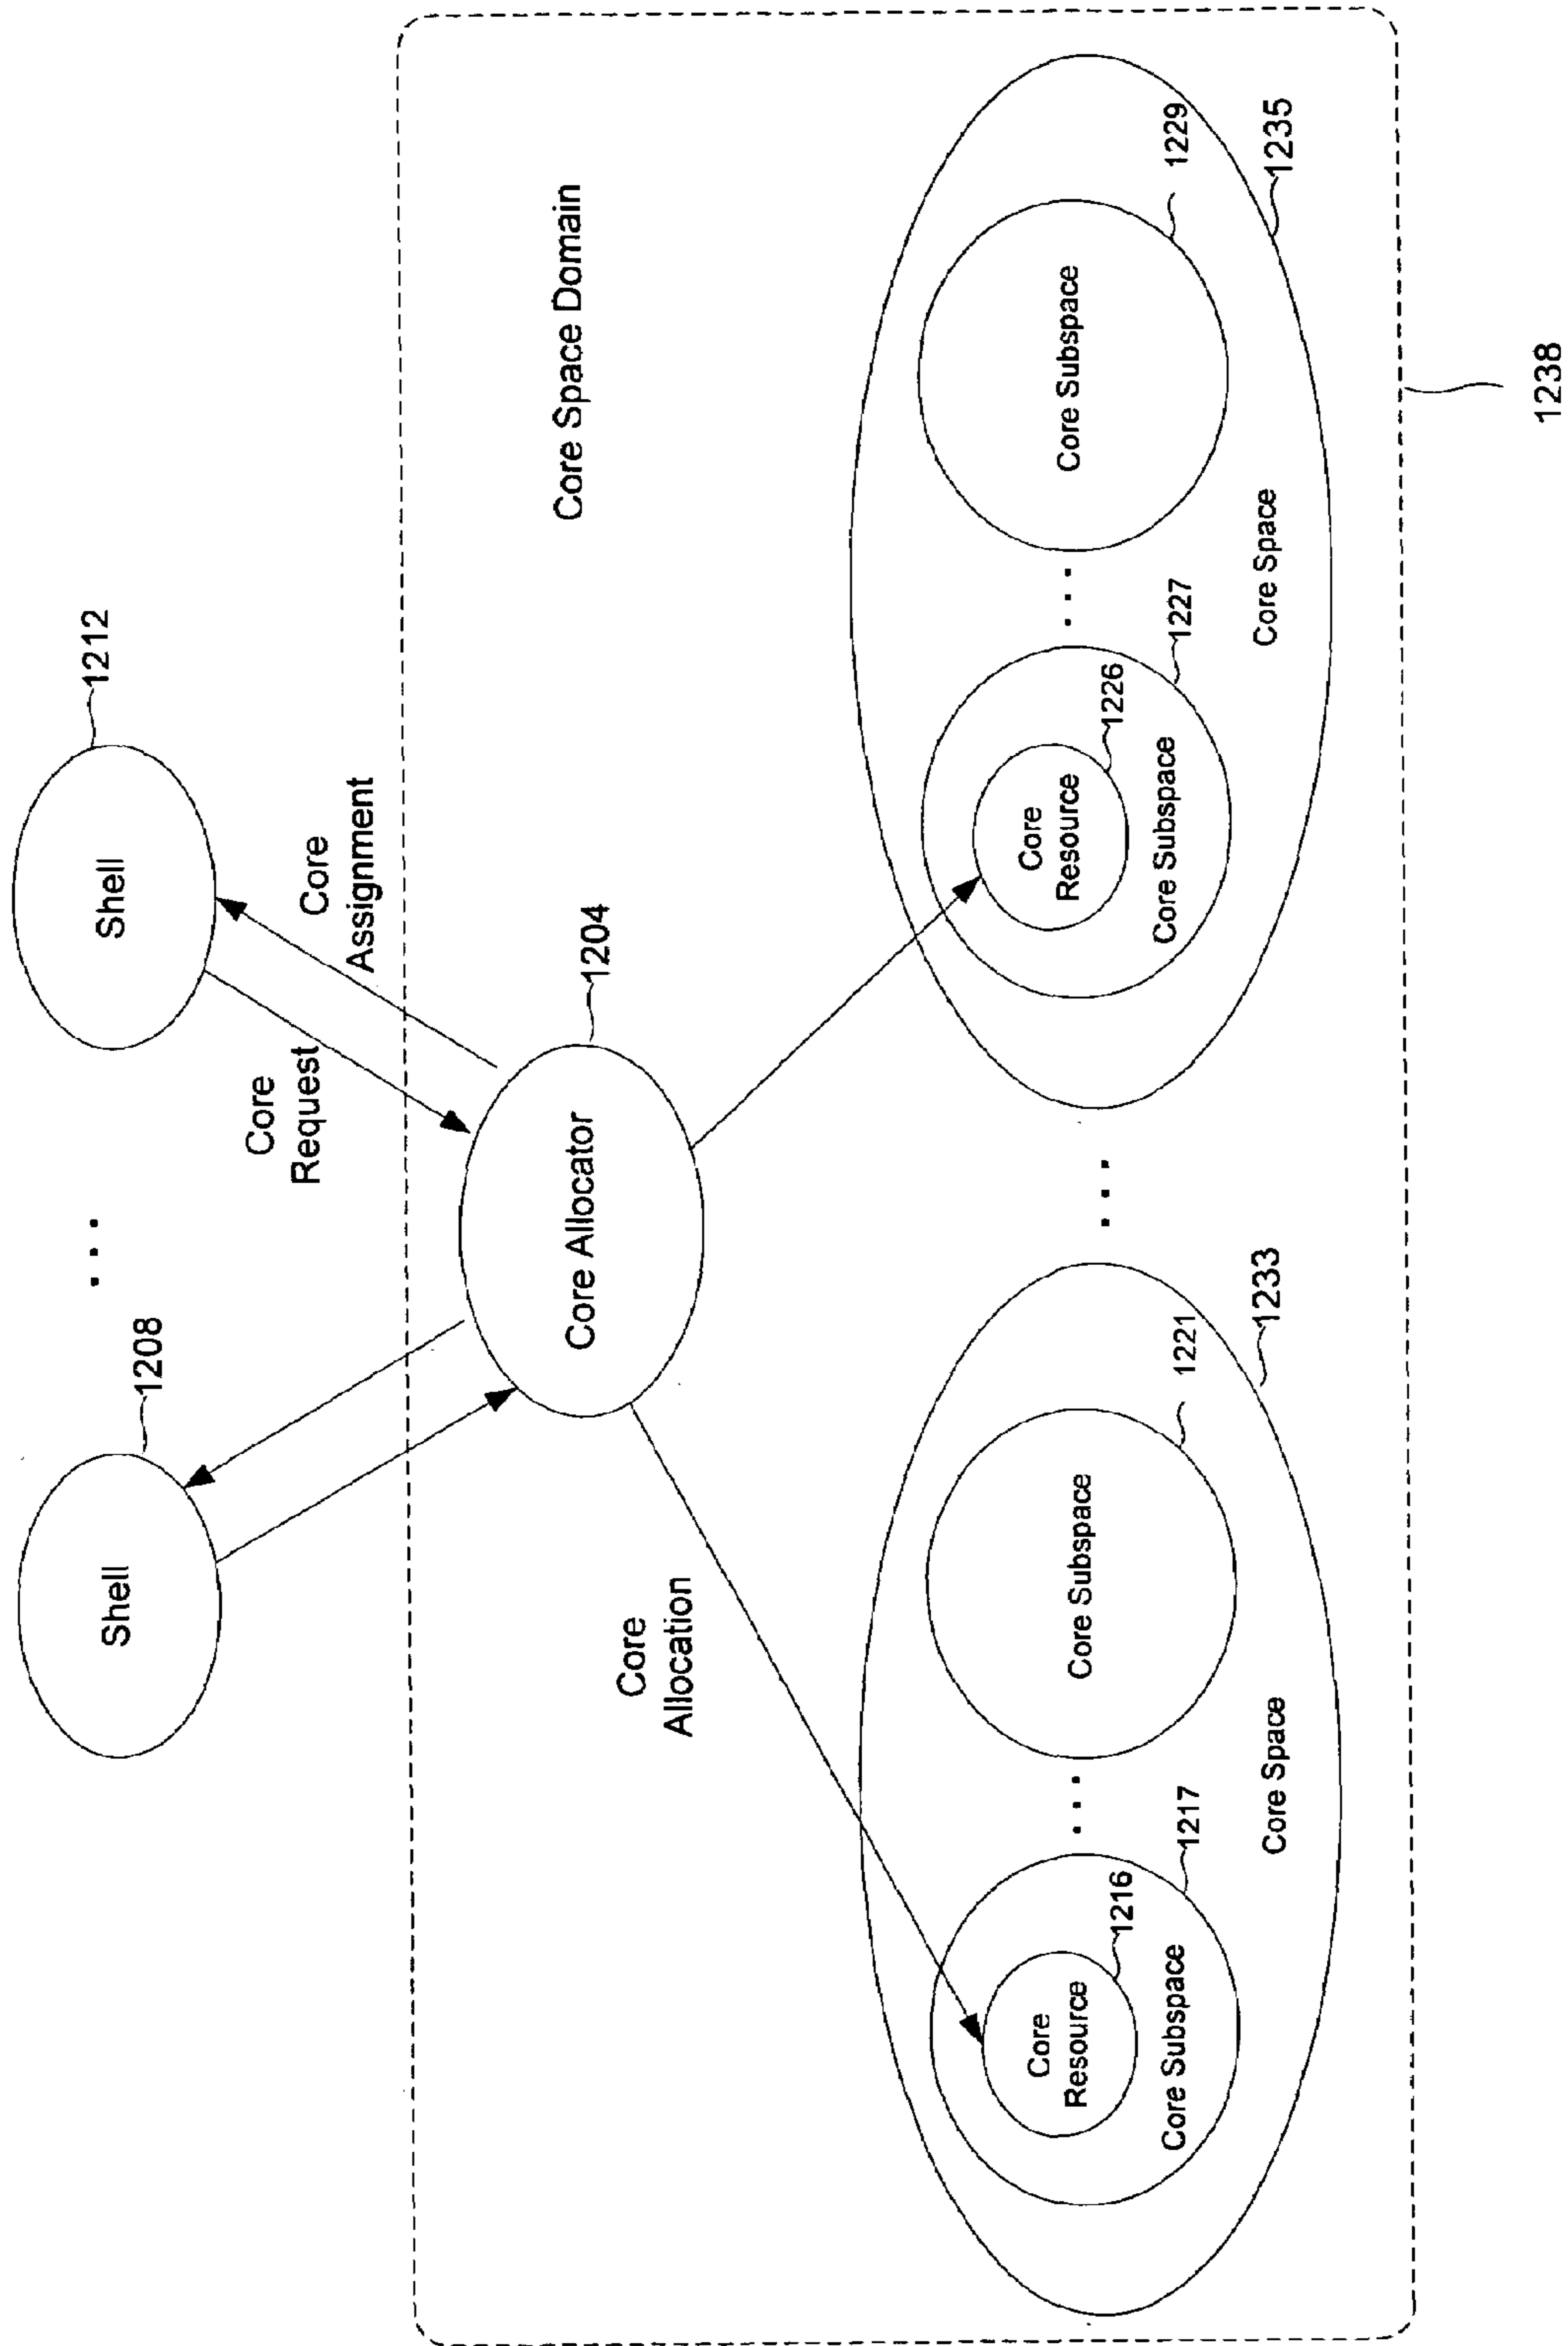 Shell
1208
. . .
Shell
1212
Core
Request
Core
Assignment
Core Allocator
1204
Core Space Domain
Core
Allocation
Core
Resource
1216
Core Subspace
1217
. . .
Core Subspace
1221
Core Space
1233
. . .
Core
Resource
1226
Core Subspace
1227
. . .
Core Subspace
1229
Core Space
1235
1238